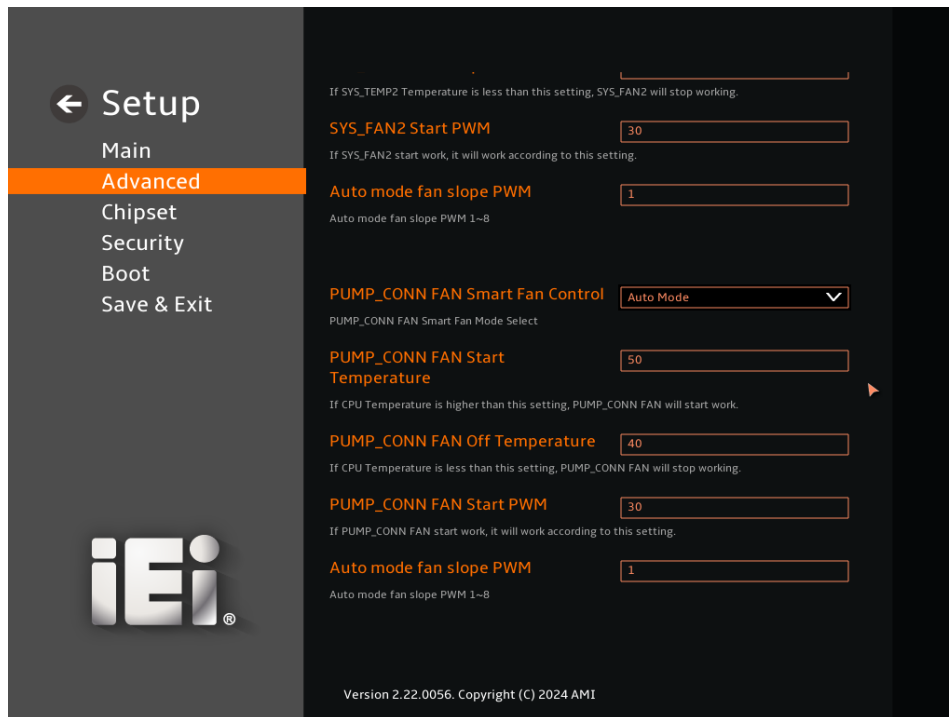 Setup
Main
Advanced
Chipset
Security
Boot
Save & Exit
iEi®
If SYS_TEMP2 Temperature is less than this setting, SYS_FAN2 will stop working.
SYS_FAN2 Start PWM
30
If SYS_FAN2 start work, it will work according to this setting.
Auto mode fan slope PWM
1
Auto mode fan slope PWM 1~8
PUMP_CONN FAN Smart Fan Control
Auto Mode
PUMP_CONN FAN Smart Fan Mode Select
PUMP_CONN FAN Start
Temperature
50
If CPU Temperature is higher than this setting, PUMP_CONN FAN will start work.
PUMP_CONN FAN Off Temperature
40
If CPU Temperature is less than this setting, PUMP_CONN FAN will stop working.
PUMP_CONN FAN Start PWM
30
If PUMP_CONN FAN start work, it will work according to this setting.
Auto mode fan slope PWM
1
Auto mode fan slope PWM 1~8
Version 2.22.0056. Copyright (C) 2024 AMI